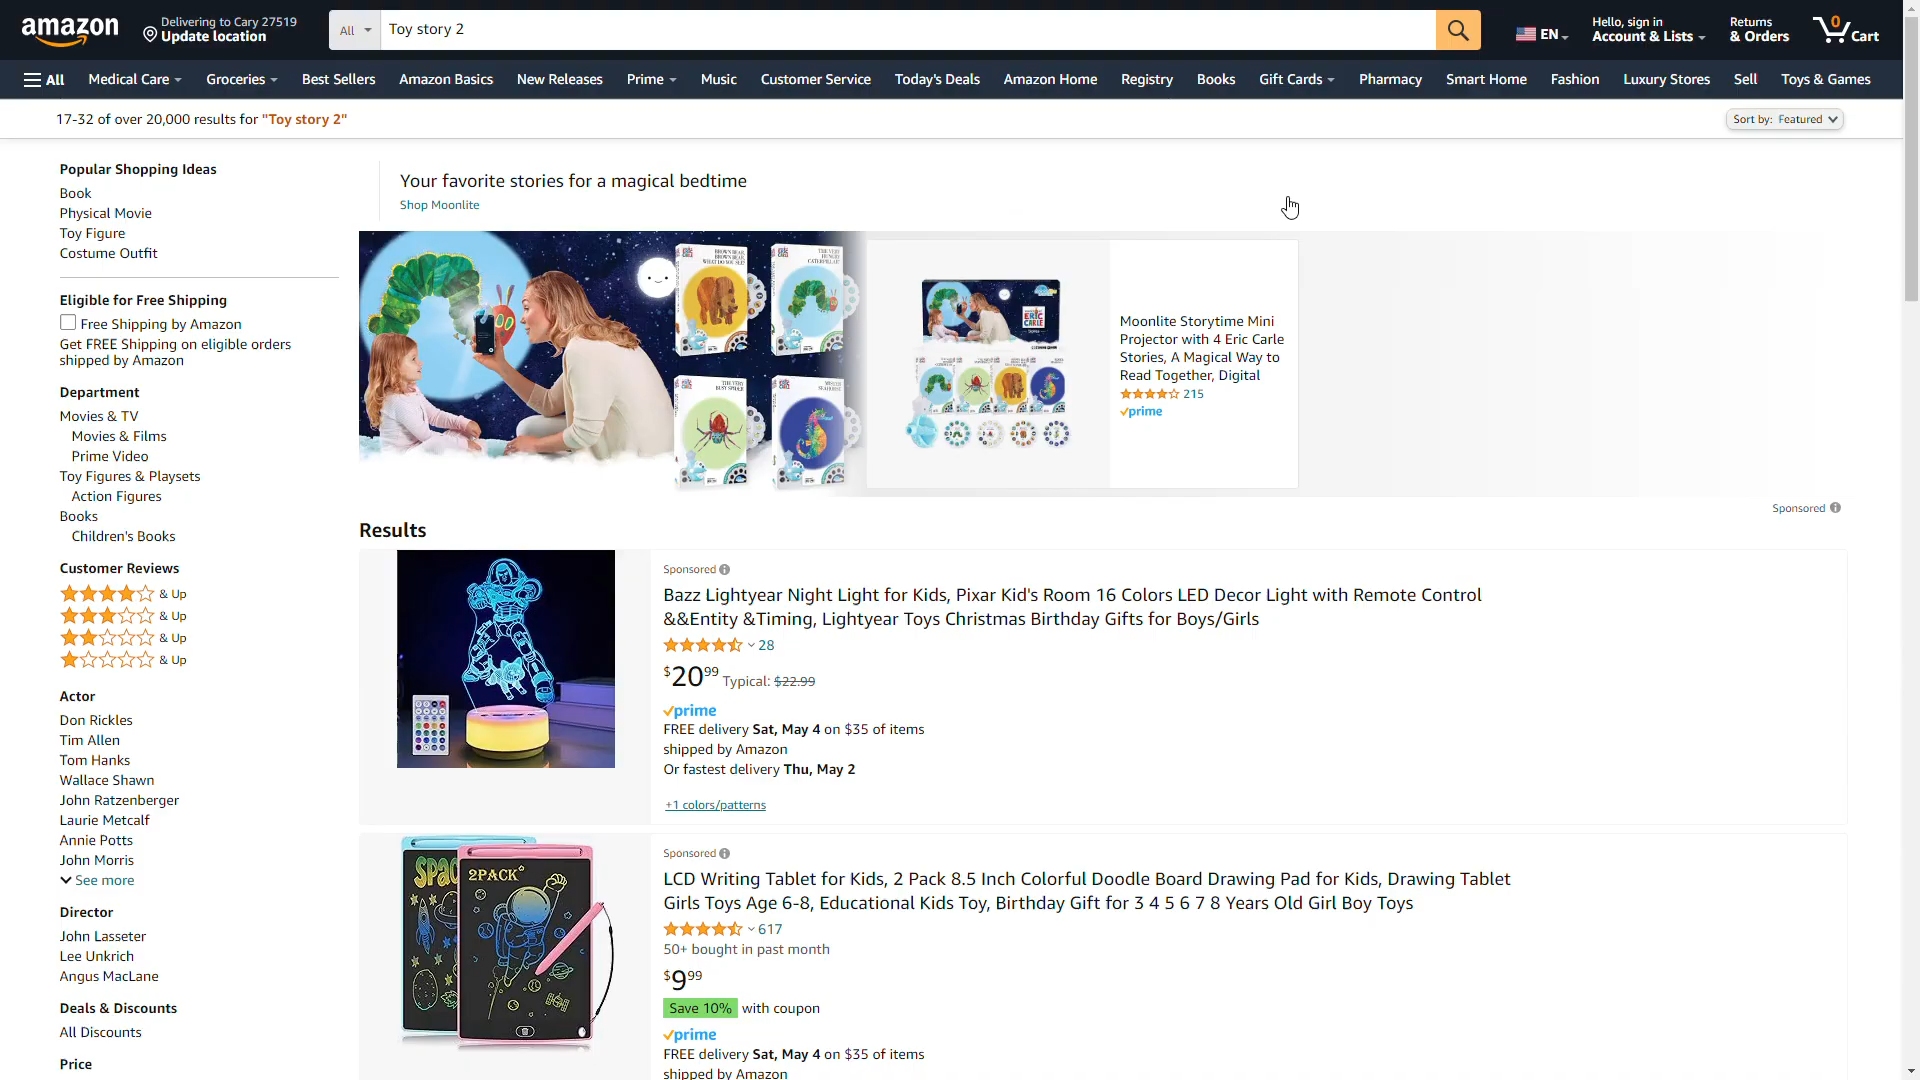 amazon
Delivering to Cary 27519
Update location
All
Toy story 2
EN
Hello, sign in
Account & Lists
Returns
& Orders
0
Cart
All
Medical Care
Groceries
Best Sellers
Amazon Basics
New Releases
Prime
Music
Customer Service
Today's Deals
Amazon Home
Registry
Books
Gift Cards
Pharmacy
Smart Home
Fashion
Luxury Stores
Sell
Toys & Games
17-32 of over 20,000 results for "Toy story 2"
Sort by: Featured
Popular Shopping Ideas
Book
Physical Movie
Toy Figure
Costume Outfit
Eligible for Free Shipping
Free Shipping by Amazon
Get FREE Shipping on eligible orders
shipped by Amazon
Department
Movies & TV
Movies & Films
Prime Video
Toy Figures & Playsets
Action Figures
Books
Children's Books
Customer Reviews
& Up
& Up
& Up
& Up
Actor
Don Rickles
Tim Allen
Tom Hanks
Wallace Shawn
John Ratzenberger
Laurie Metcalf
Annie Potts
John Morris
See more
Director
John Lasseter
Lee Unkrich
Angus MacLane
Deals & Discounts
All Discounts
Price
Your favorite stories for a magical bedtime
Shop Moonlite
ERIC
CARLE
Moonlite Storytime Mini
Projector with 4 Eric Carle
Stories, A Magical Way to
Read Together, Digital
215
prime
Sponsored
Results
Sponsored
Bazz Lightyear Night Light for Kids, Pixar Kid's Room 16 Colors LED Decor Light with Remote Control
&&Entity &Timing, Lightyear Toys Christmas Birthday Gifts for Boys/Girls
28
$20.99 Typical: $22.99
prime
FREE delivery Sat, May 4 on $35 of items
shipped by Amazon
Or fastest delivery Thu, May 2
+1 colors/patterns
2PACK
Sponsored
LCD Writing Tablet for Kids, 2 Pack 8.5 Inch Colorful Doodle Board Drawing Pad for Kids, Drawing Tablet
Girls Toys Age 6-8, Educational Kids Toy, Birthday Gift for 3 4 5 6 7 8 Years Old Girl Boy Toys
617
50+ bought in past month
$9.99
Save 10% with coupon
prime
FREE delivery Sat, May 4 on $35 of items
shipped by Amazon